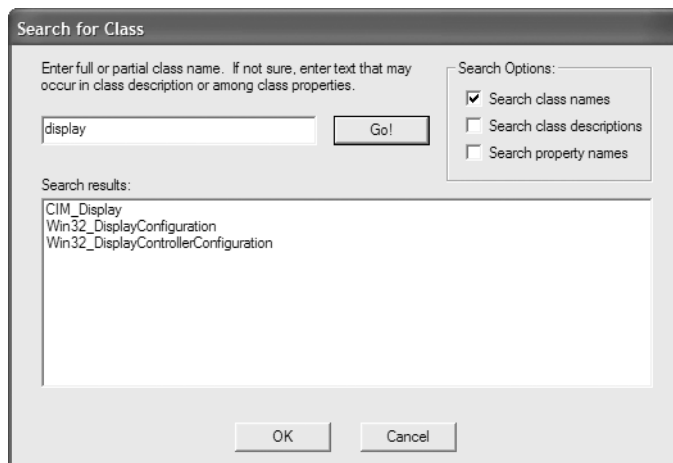 Search for Class
Enter full or partial class name. If not sure, enter text that may
occur in class description or among class properties.
display
Go!
Search Options:
Search class names
Search class descriptions
Search property names
Search results:
CIM_Display
Win32_DisplayConfiguration
Win32_DisplayControllerConfiguration
OK
Cancel